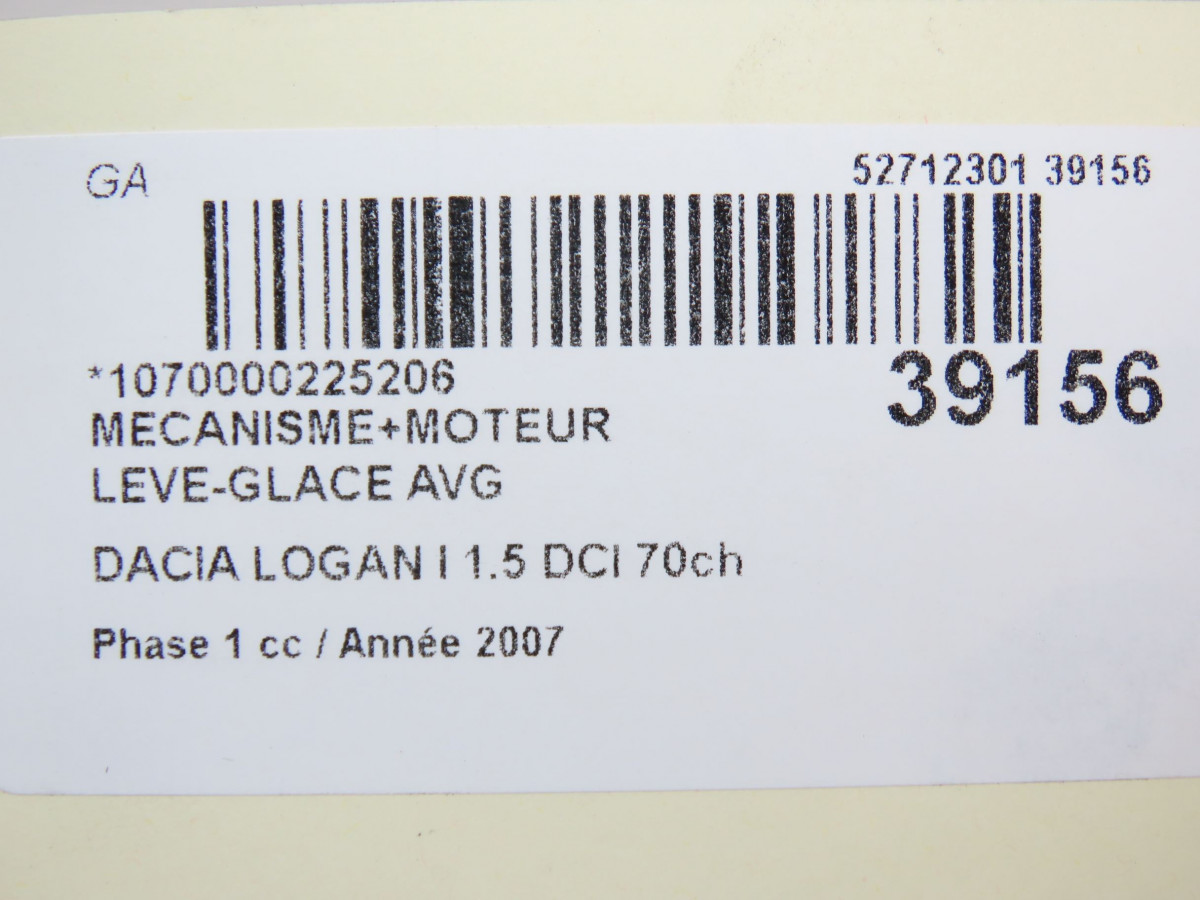 GA
52712301 39156
*1070000225206
39156
MECANISME+MOTEUR
LEVE-GLACE AVG
DACIA LOGAN I 1.5 DCI 70ch
Phase 1 cc / Année 2007